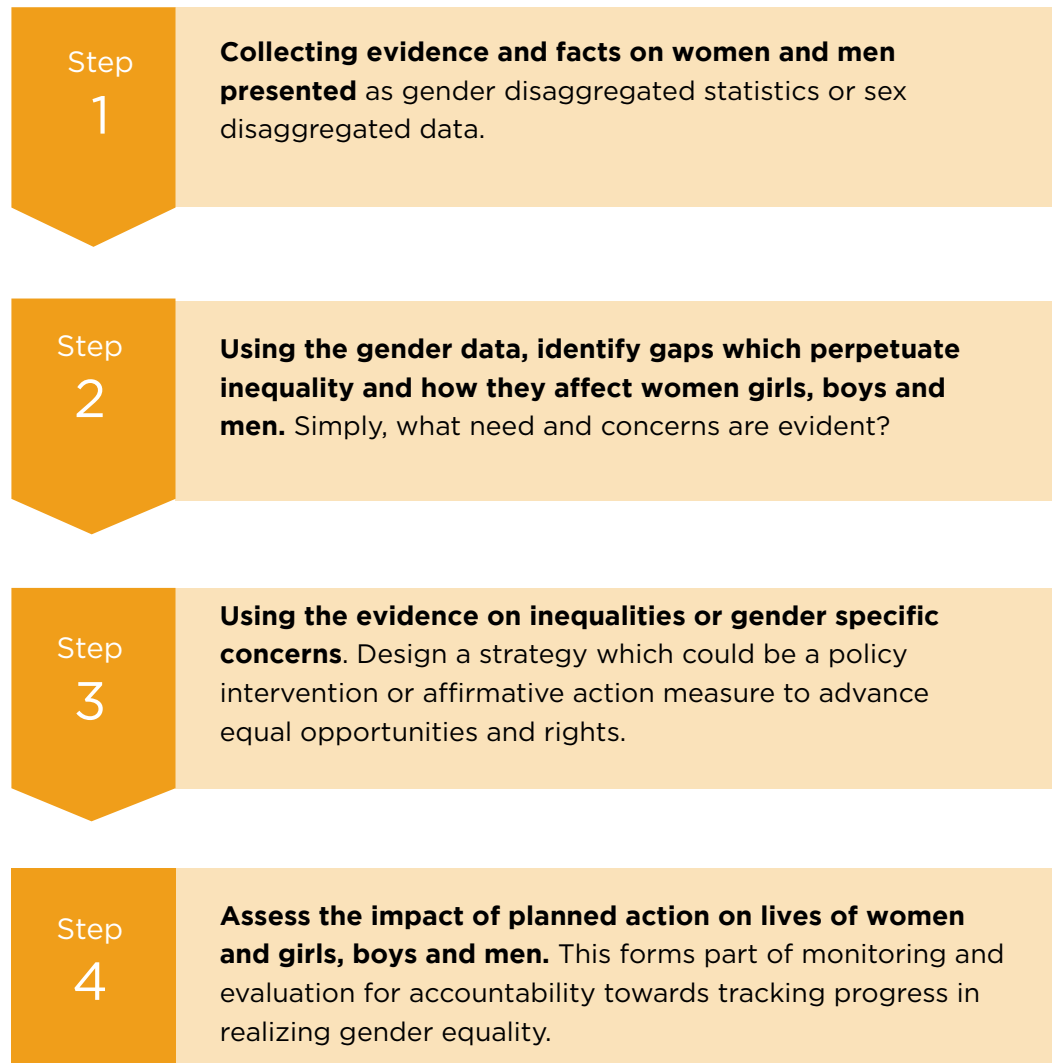 Step
1
Collecting evidence and facts on women and men
presented as gender disaggregated statistics or sex
disaggregated data.
Step
2
Using the gender data, identify gaps which perpetuate
inequality and how they affect women girls, boys and
men. Simply, what need and concerns are evident?
Step
3
Using the evidence on inequalities or gender specific
concerns. Design a strategy which could be a policy
intervention or affirmative action measure to advance
equal opportunities and rights.
Step
4
Assess the impact of planned action on lives of women
and girls, boys and men. This forms part of monitoring and
evaluation for accountability towards tracking progress in
realizing gender equality.